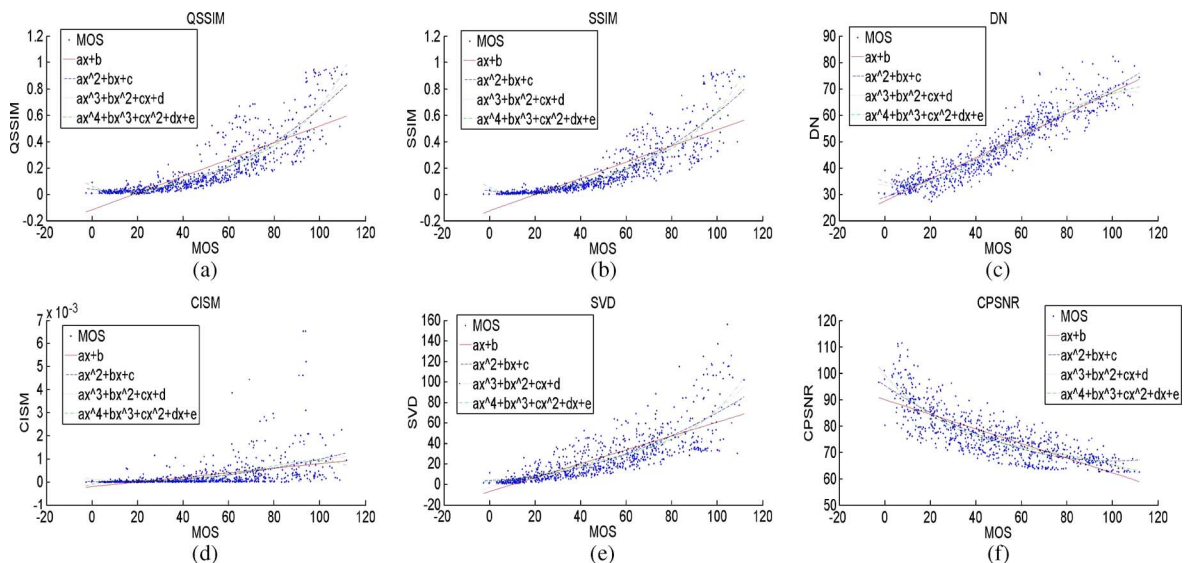 QSSIM
MOS
ax+b
ax^2+bx+c
ax^3+bx^2+cx+d
ax^4+bx^3+cx^2+dx+e
QSSIM
1.2
1
0.8
0.6
0.4
0.2
0
-0.2
-20 0 20 40 60 80 100 120
MOS
(a)
SSIM
MOS
ax+b
ax^2+bx+c
ax^3+bx^2+cx+d
ax^4+bx^3+cx^2+dx+e
SSIM
1.2
1
0.8
0.6
0.4
0.2
0
-0.2
-20 0 20 40 60 80 100 120
MOS
(b)
DN
MOS
ax+b
ax^2+bx+c
ax^3+bx^2+cx+d
ax^4+bx^3+cx^2+dx+e
DN
90
80
70
60
50
40
30
20
-20 0 20 40 60 80 100 120
MOS
(c)
CISM
x 10^-3
MOS
ax+b
ax^2+bx+c
ax^3+bx^2+cx+d
ax^4+bx^3+cx^2+dx+e
CISM
7
6
5
4
3
2
1
0
-1
-20 0 20 40 60 80 100 120
MOS
(d)
SVD
MOS
ax+b
ax^2+bx+c
ax^3+bx^2+cx+d
ax^4+bx^3+cx^2+dx+e
SVD
160
140
120
100
80
60
40
20
0
-20
-20 0 20 40 60 80 100 120
MOS
(e)
CPSNR
MOS
ax+b
ax^2+bx+c
ax^3+bx^2+cx+d
ax^4+bx^3+cx^2+dx+e
CPSNR
120
110
100
90
80
70
60
50
-20 0 20 40 60 80 100 120
MOS
(f)